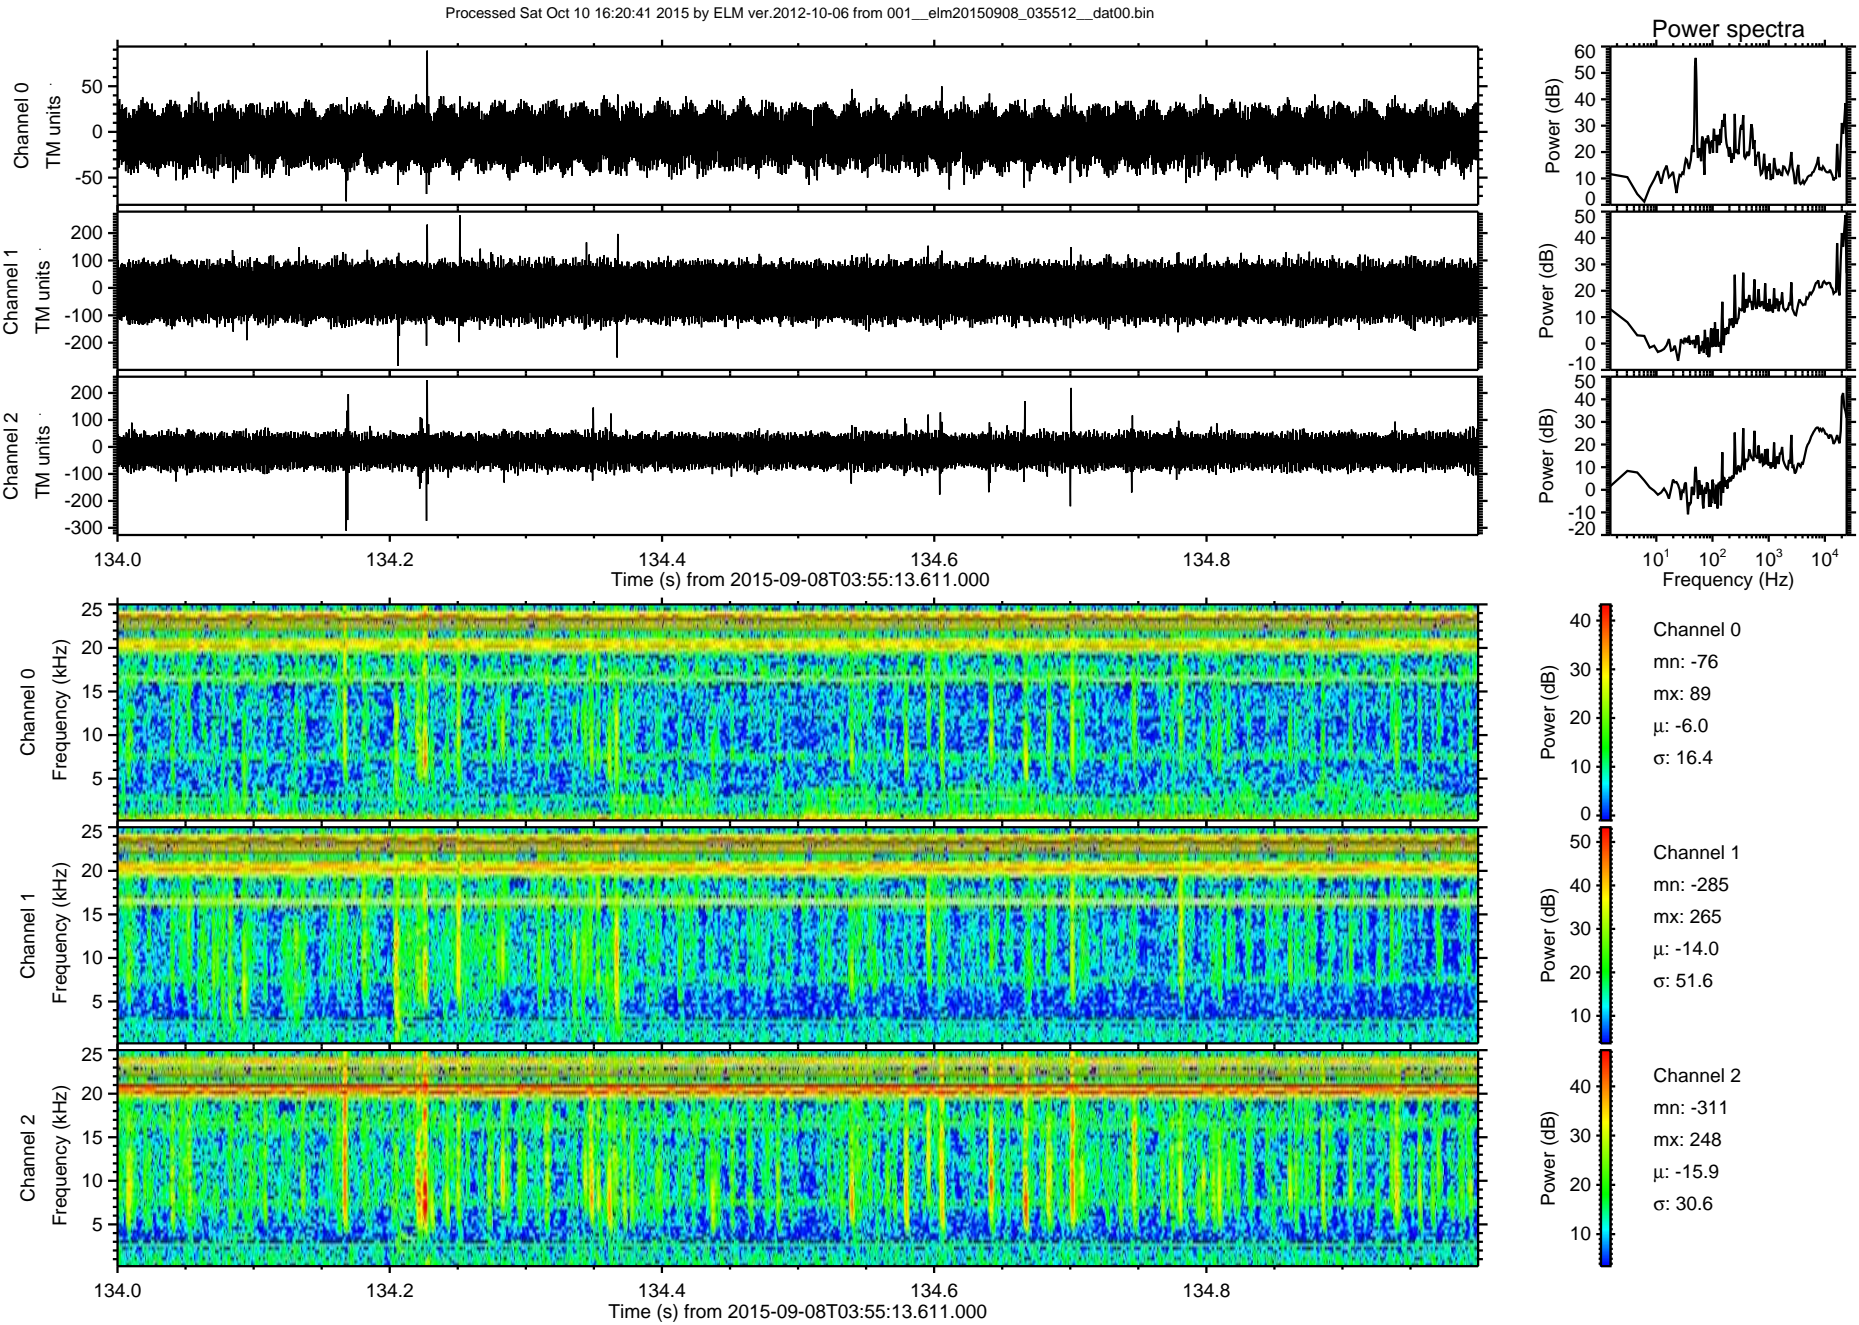 Processed Sat Oct 10 16:20:41 2015 by ELM ver.2012-10-06 from 001__elm20150908_035512__dat00.bin
Power spectra
Channel 0
TM units
50
0
-50
Power (dB)
60
50
40
30
20
10
0
Channel 1
TM units
200
100
0
-100
-200
Power (dB)
50
40
30
20
10
0
-10
Channel 2
TM units
200
100
0
-100
-200
-300
Power (dB)
50
40
30
20
10
0
-10
-20
134.0 134.2 134.4 134.6 134.8
Time (s) from 2015-09-08T03:55:13.611.000
10¹ 10² 10³ 10⁴
Frequency (Hz)
Channel 0
Frequency (kHz)
25
20
15
10
5
Power (dB)
40
30
20
10
0
Channel 0
mn: -76
mx: 89
μ: -6.0
σ: 16.4
Channel 1
Frequency (kHz)
25
20
15
10
5
Power (dB)
50
40
30
20
10
Channel 1
mn: -285
mx: 265
μ: -14.0
σ: 51.6
Channel 2
Frequency (kHz)
25
20
15
10
5
Power (dB)
40
30
20
10
Channel 2
mn: -311
mx: 248
μ: -15.9
σ: 30.6
134.0 134.2 134.4 134.6 134.8
Time (s) from 2015-09-08T03:55:13.611.000